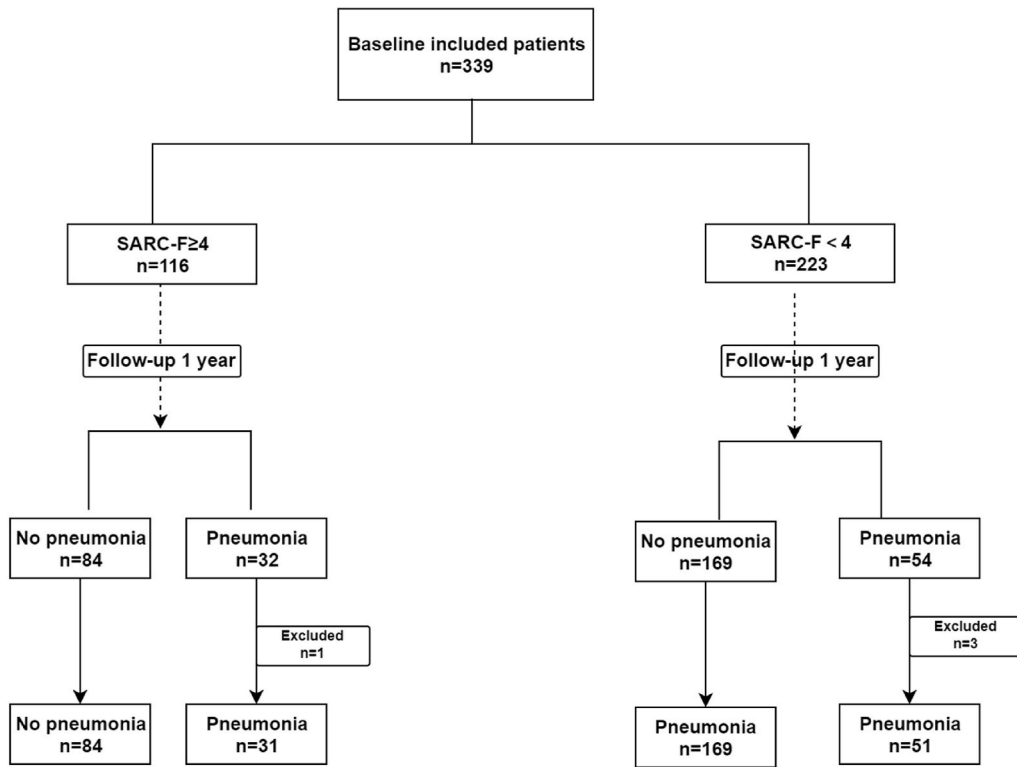 Baseline included patients
n=339
SARC-F≥4
n=116
SARC-F < 4
n=223
Follow-up 1 year
Follow-up 1 year
No pneumonia
n=84
Pneumonia
n=32
No pneumonia
n=169
Pneumonia
n=54
Excluded
n=1
Excluded
n=3
No pneumonia
n=84
Pneumonia
n=31
Pneumonia
n=169
Pneumonia
n=51